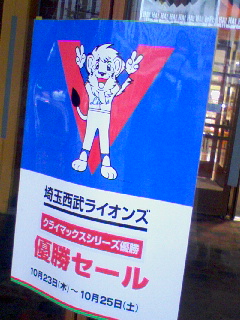 埼玉西武ライオンズ
クライマックスシリーズ優勝
優勝セール
10月23日(木)～10月25日(土)